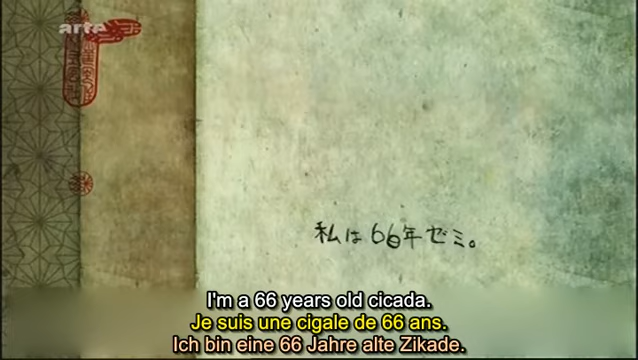 arte
私は66年ゼミ。
I'm a 66 years old cicada.
Je suis une cigale de 66 ans.
Ich bin eine 66 Jahre alte Zikade.